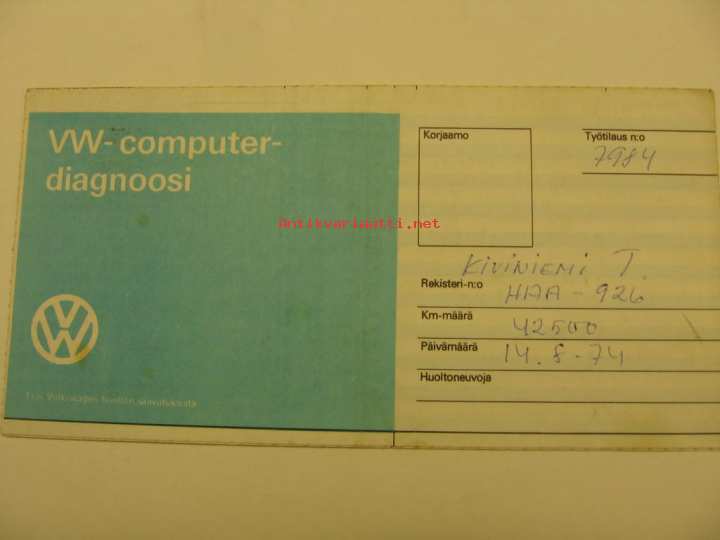 VW-computer-
diagnoosi
Korjaamo
Työtilaus n:o
7984
Antikvariaatti.net
Kiviniemi T.
Rekisteri-n:o HAA-926
Km-määrä 42500
Päivämäärä 14.8-74
Huoltoneuvoja
Volkswagen